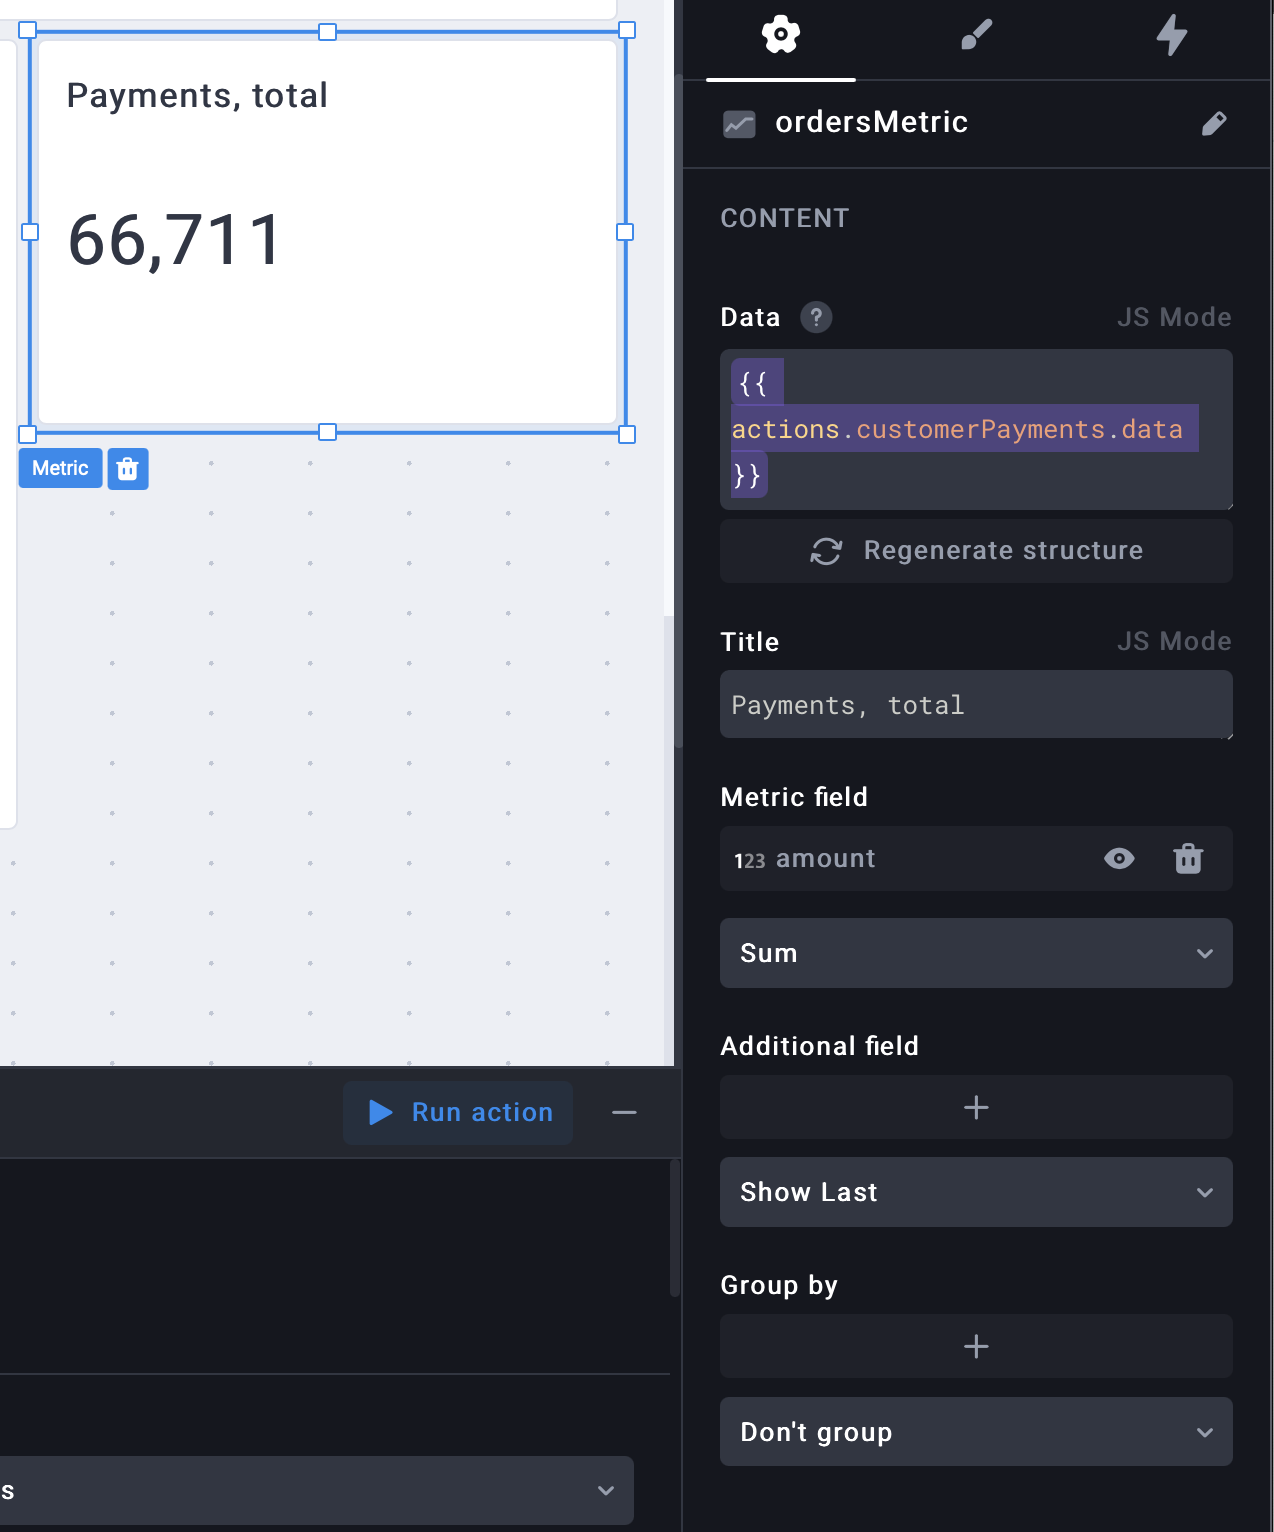 Payments, total
66,711
Metric
Run action
s
ordersMetric
CONTENT
Data ? JS Mode
{{
actions.customerPayments.data
}}
Regenerate structure
Title JS Mode
Payments, total
Metric field
123 amount
Sum
Additional field
Show Last
Group by
Don't group